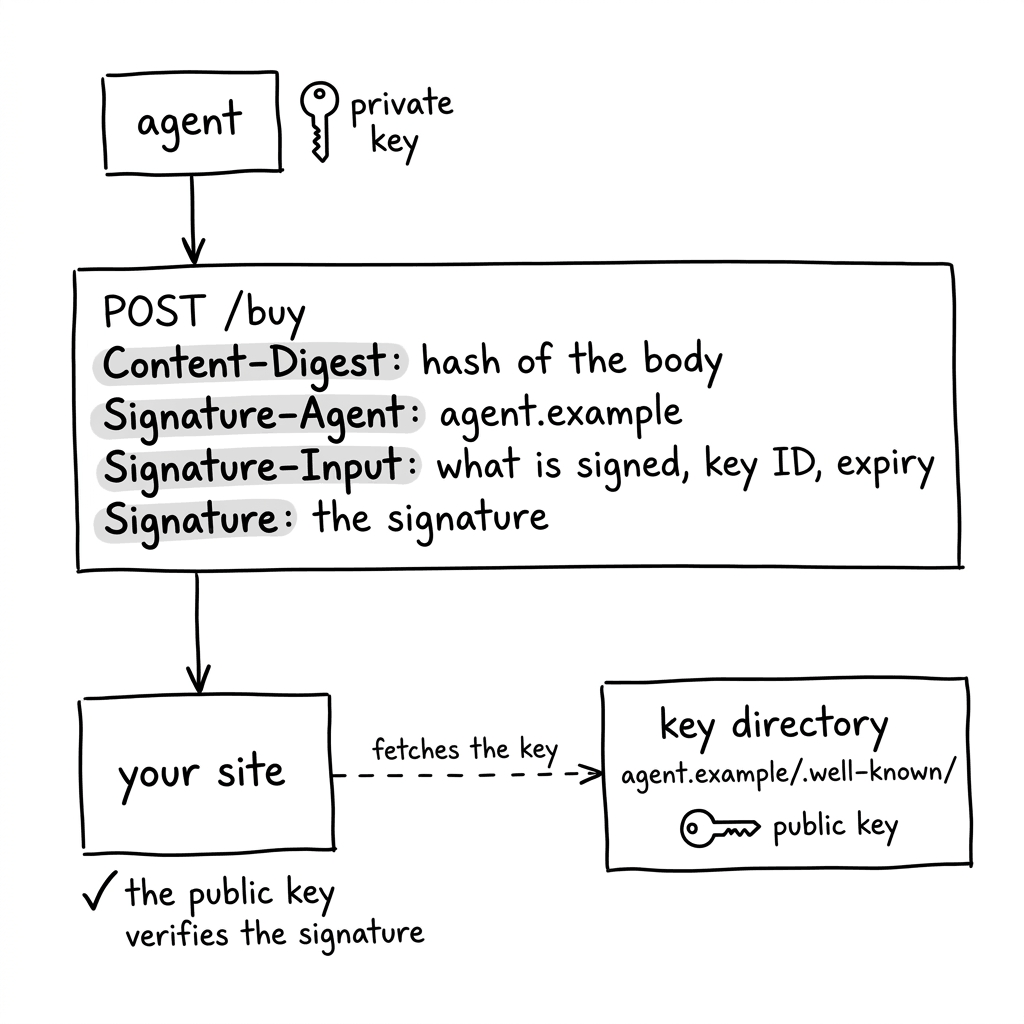 agent
private
key
POST /buy
Content-Digest: hash of the body
Signature-Agent: agent.example
Signature-Input: what is signed, key ID, expiry
Signature: the signature
your site
fetches the key
key directory
agent.example/.well-known/
public key
✓ the public key
verifies the signature